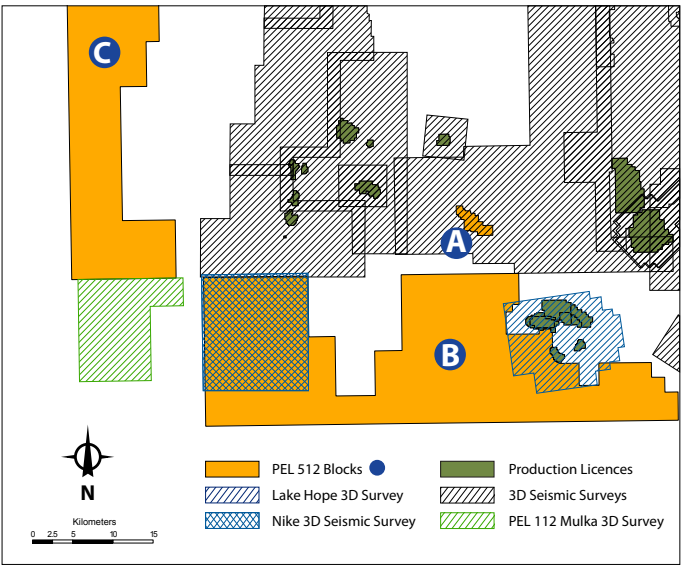 C
A
B
N
Kilometers
0 2.5 5 10 15
PEL 512 Blocks
Lake Hope 3D Survey
Nike 3D Seismic Survey
Production Licences
3D Seismic Surveys
PEL 112 Mulka 3D Survey